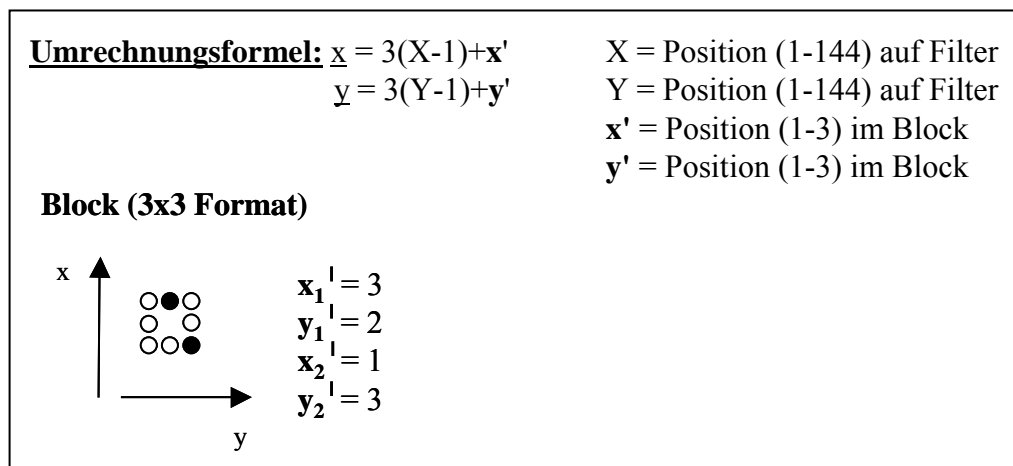 Umrechnungsformel: x = 3(X-1)+x'
y = 3(Y-1)+y'
X = Position (1-144) auf Filter
Y = Position (1-144) auf Filter
x' = Position (1-3) im Block
y' = Position (1-3) im Block
Block (3x3 Format)
x
y
x₁' = 3
y₁' = 2
x₂' = 1
y₂' = 3